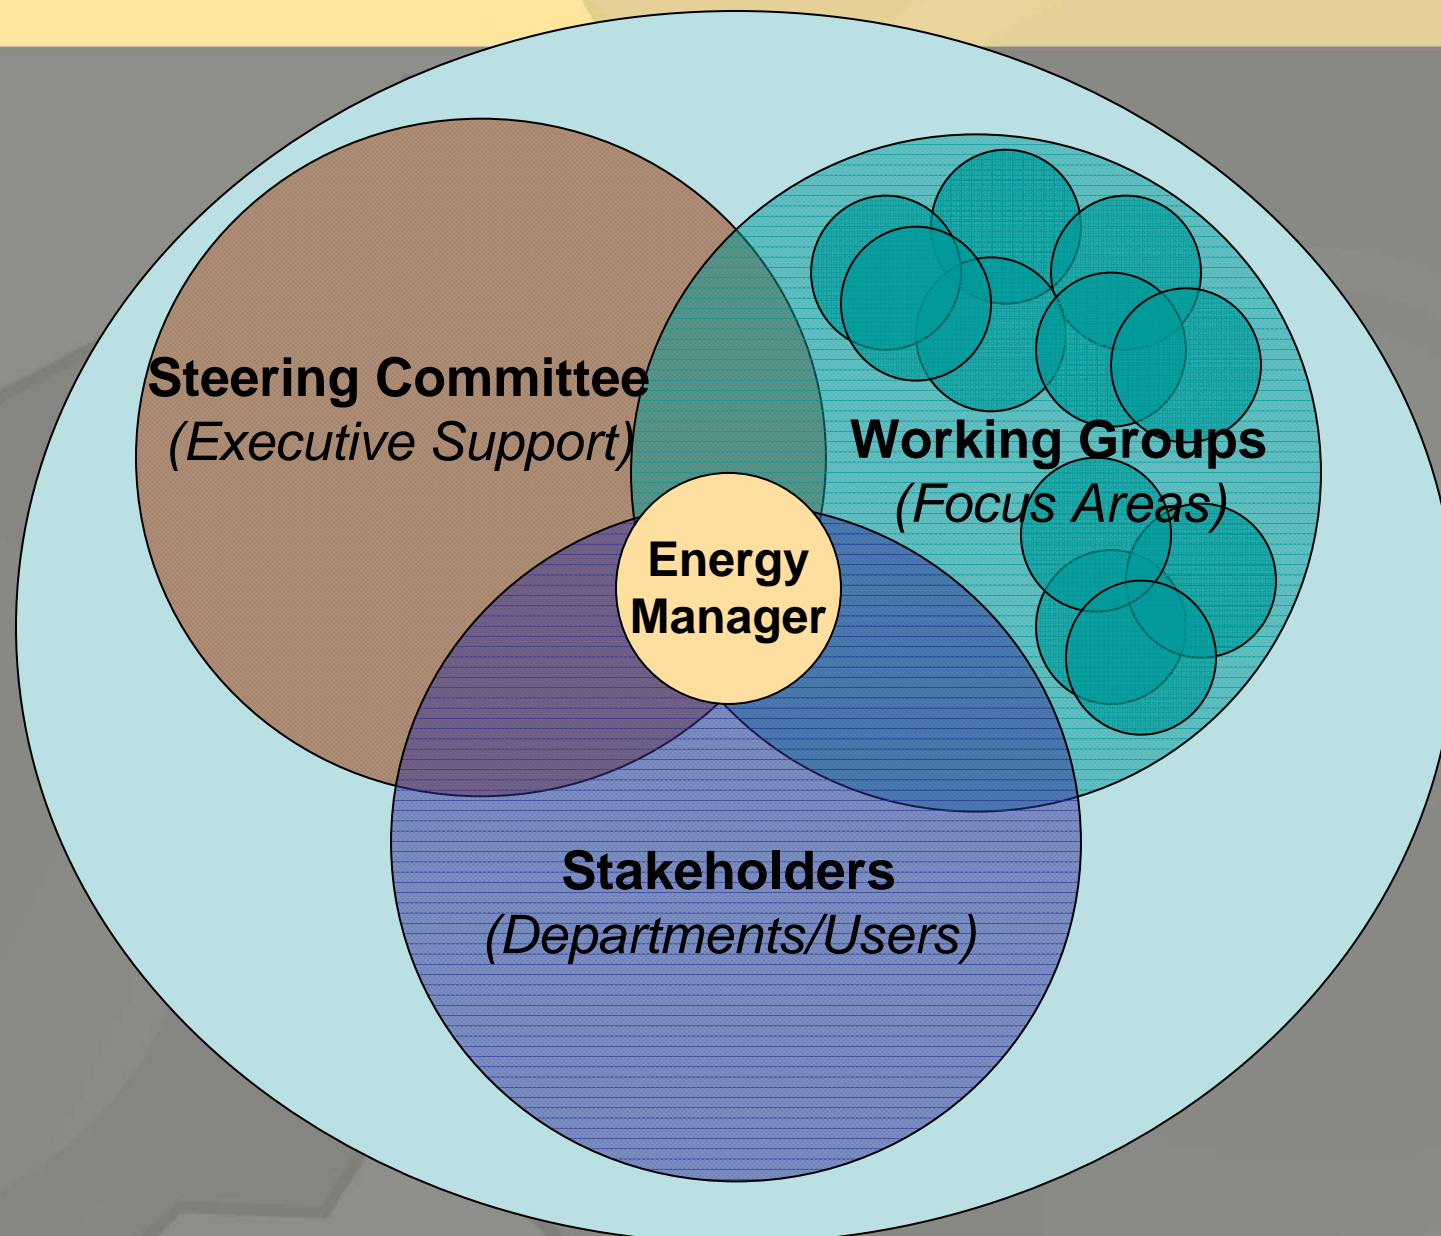 Steering Committee
(Executive Support)
Working Groups
(Focus Areas)
Energy
Manager
Stakeholders
(Departments/Users)